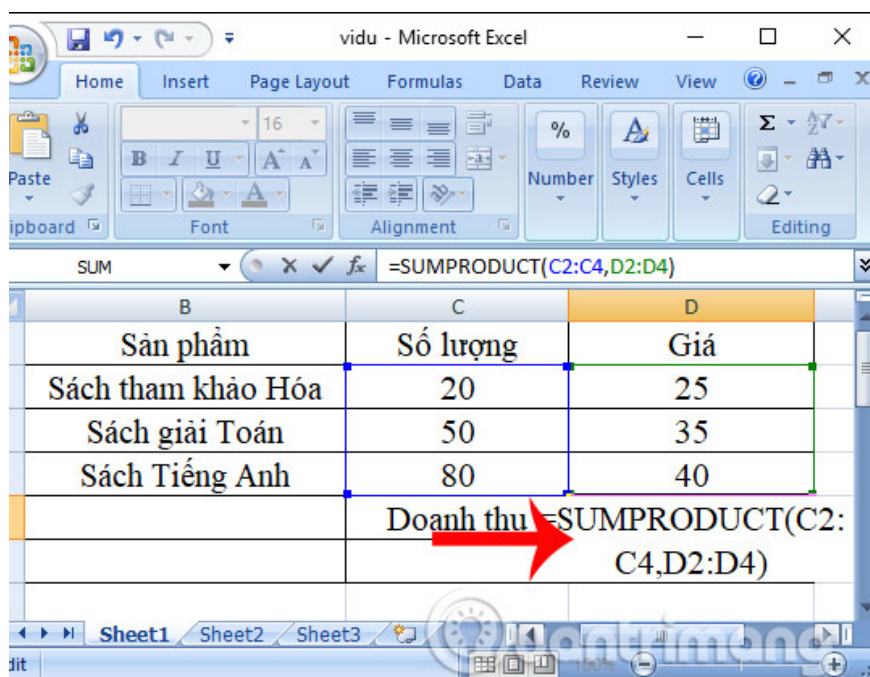 vidu - Microsoft Excel
Home Insert Page Layout Formulas Data Review View
16
Paste
B I U A A
% Number Styles Cells
Σ
ipboard Font Alignment Editing
SUM fx =SUMPRODUCT(C2:C4,D2:D4)
B C D
Sản phẩm Số lượng Giá
Sách tham khảo Hóa 20 25
Sách giải Toán 50 35
Sách Tiếng Anh 80 40
Doanh thu =SUMPRODUCT(C2:
C4,D2:D4)
Sheet1 Sheet2 Sheet3
dit 100%
uantrimang